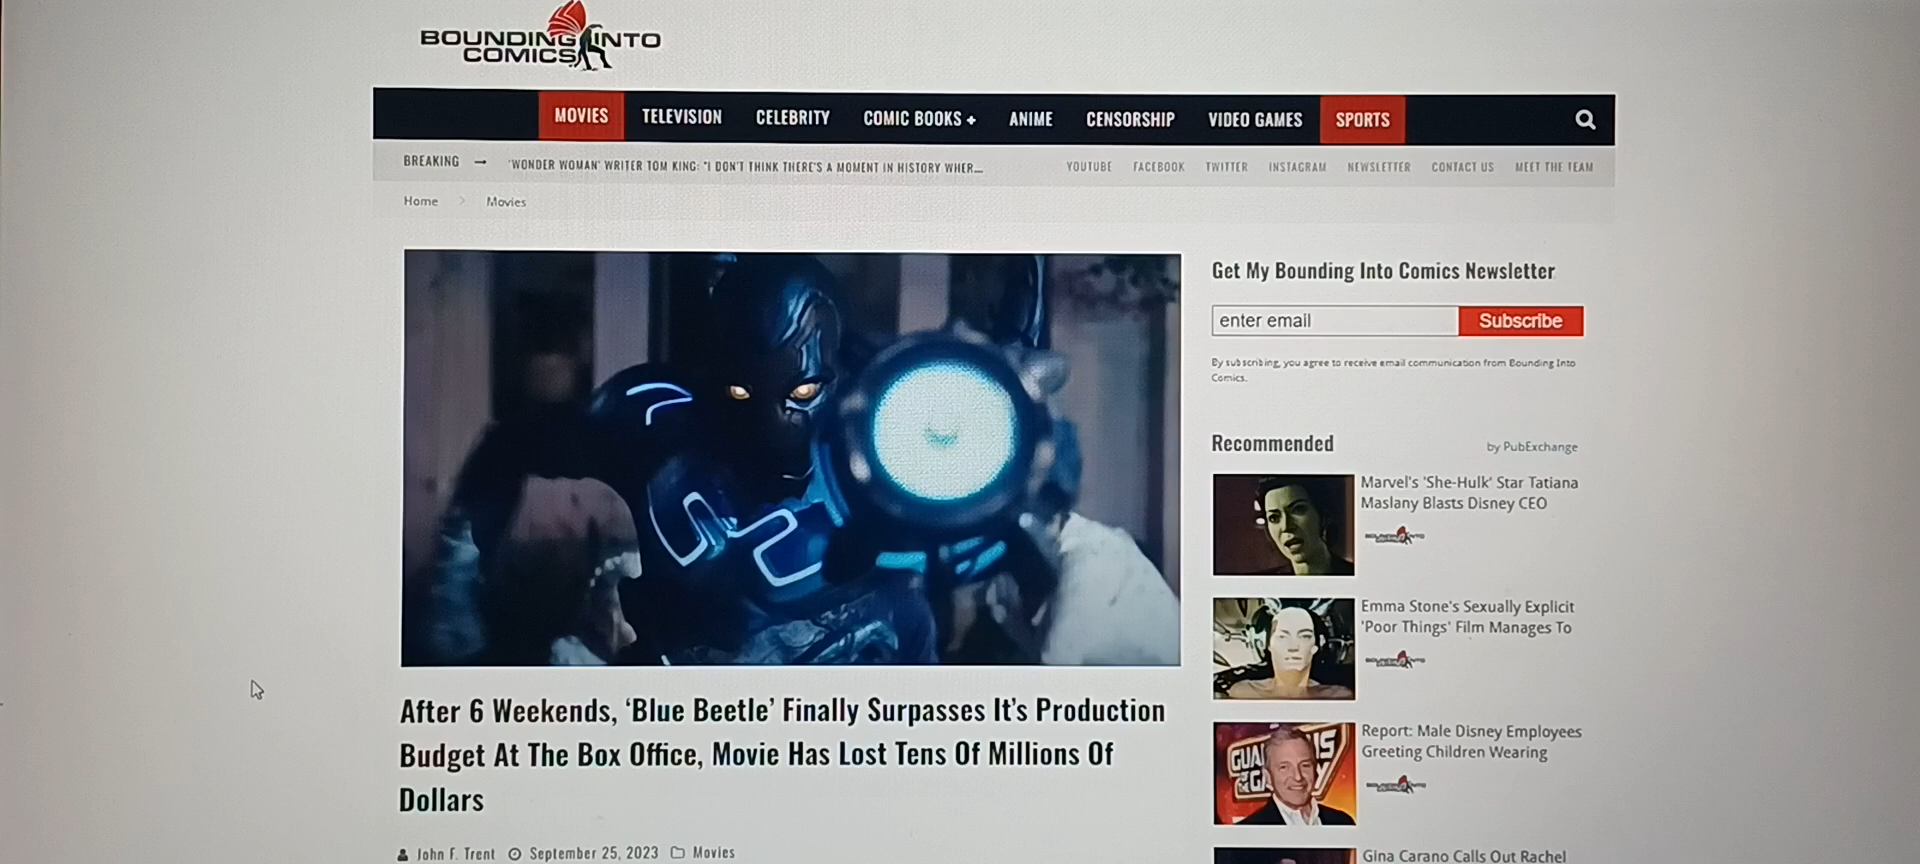 BOUNDING INTO
COMICS
MOVIES TELEVISION CELEBRITY COMIC BOOKS + ANIME CENSORSHIP VIDEO GAMES SPORTS
BREAKING → 'WONDER WOMAN' WRITER TOM KING: "I DON'T THINK THERE'S A MOMENT IN HISTORY WHER... YOUTUBE FACEBOOK TWITTER INSTAGRAM NEWSLETTER CONTACT US MEET THE TEAM
Home > Movies
After 6 Weekends, ‘Blue Beetle’ Finally Surpasses It’s Production
Budget At The Box Office, Movie Has Lost Tens Of Millions Of
Dollars
John F. Trent September 25, 2023 Movies
Get My Bounding Into Comics Newsletter
enter email Subscribe
By subscribing, you agree to receive email communication from Bounding Into
Comics.
Recommended by PubExchange
Marvel's 'She-Hulk' Star Tatiana
Maslany Blasts Disney CEO
Emma Stone's Sexually Explicit
'Poor Things' Film Manages To
Report: Male Disney Employees
Greeting Children Wearing
Gina Carano Calls Out Rachel